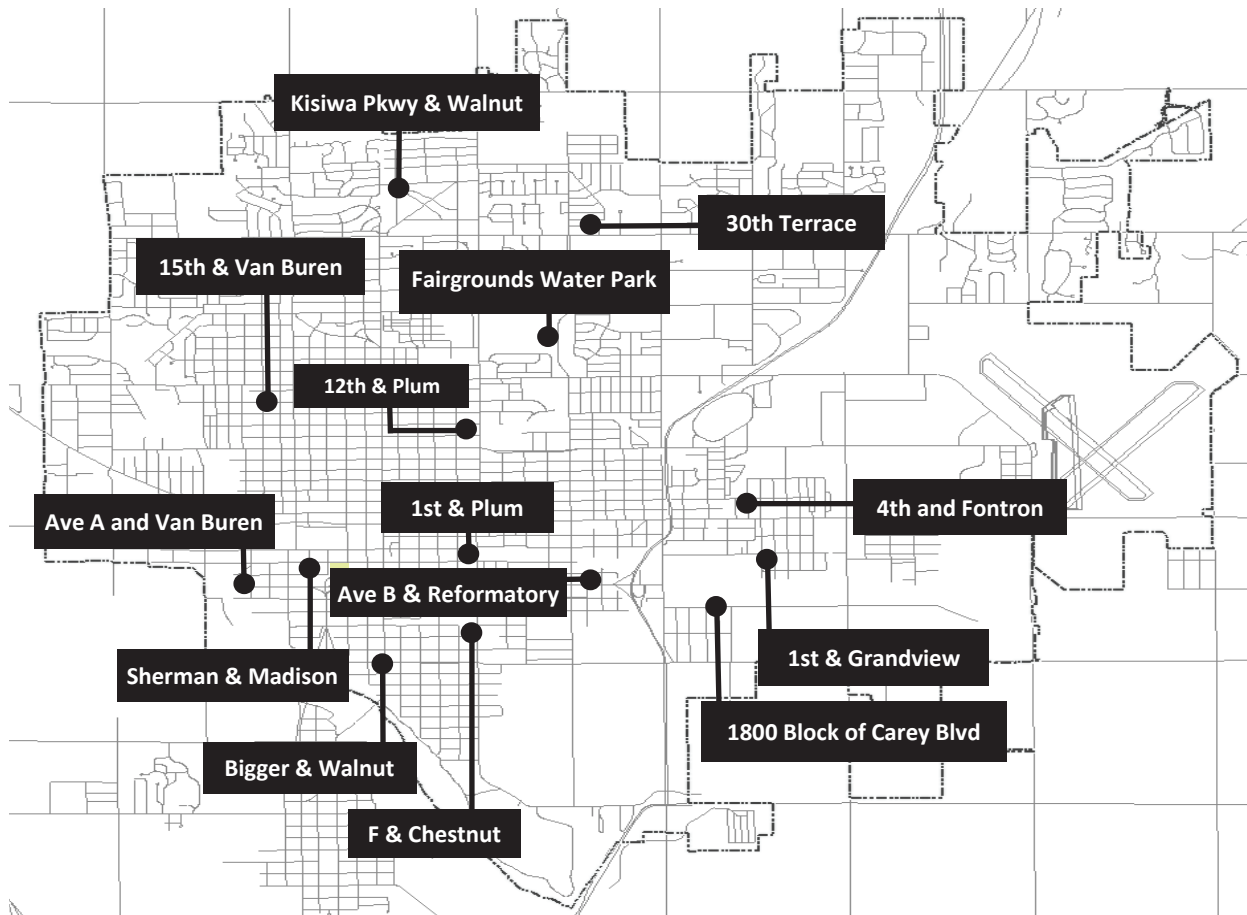 Kisiwa Pkwy & Walnut
30th Terrace
15th & Van Buren
Fairgrounds Water Park
12th & Plum
1st & Plum
4th and Fontron
Ave A and Van Buren
Ave B & Reformatory
1st & Grandview
Sherman & Madison
1800 Block of Carey Blvd
Bigger & Walnut
F & Chestnut